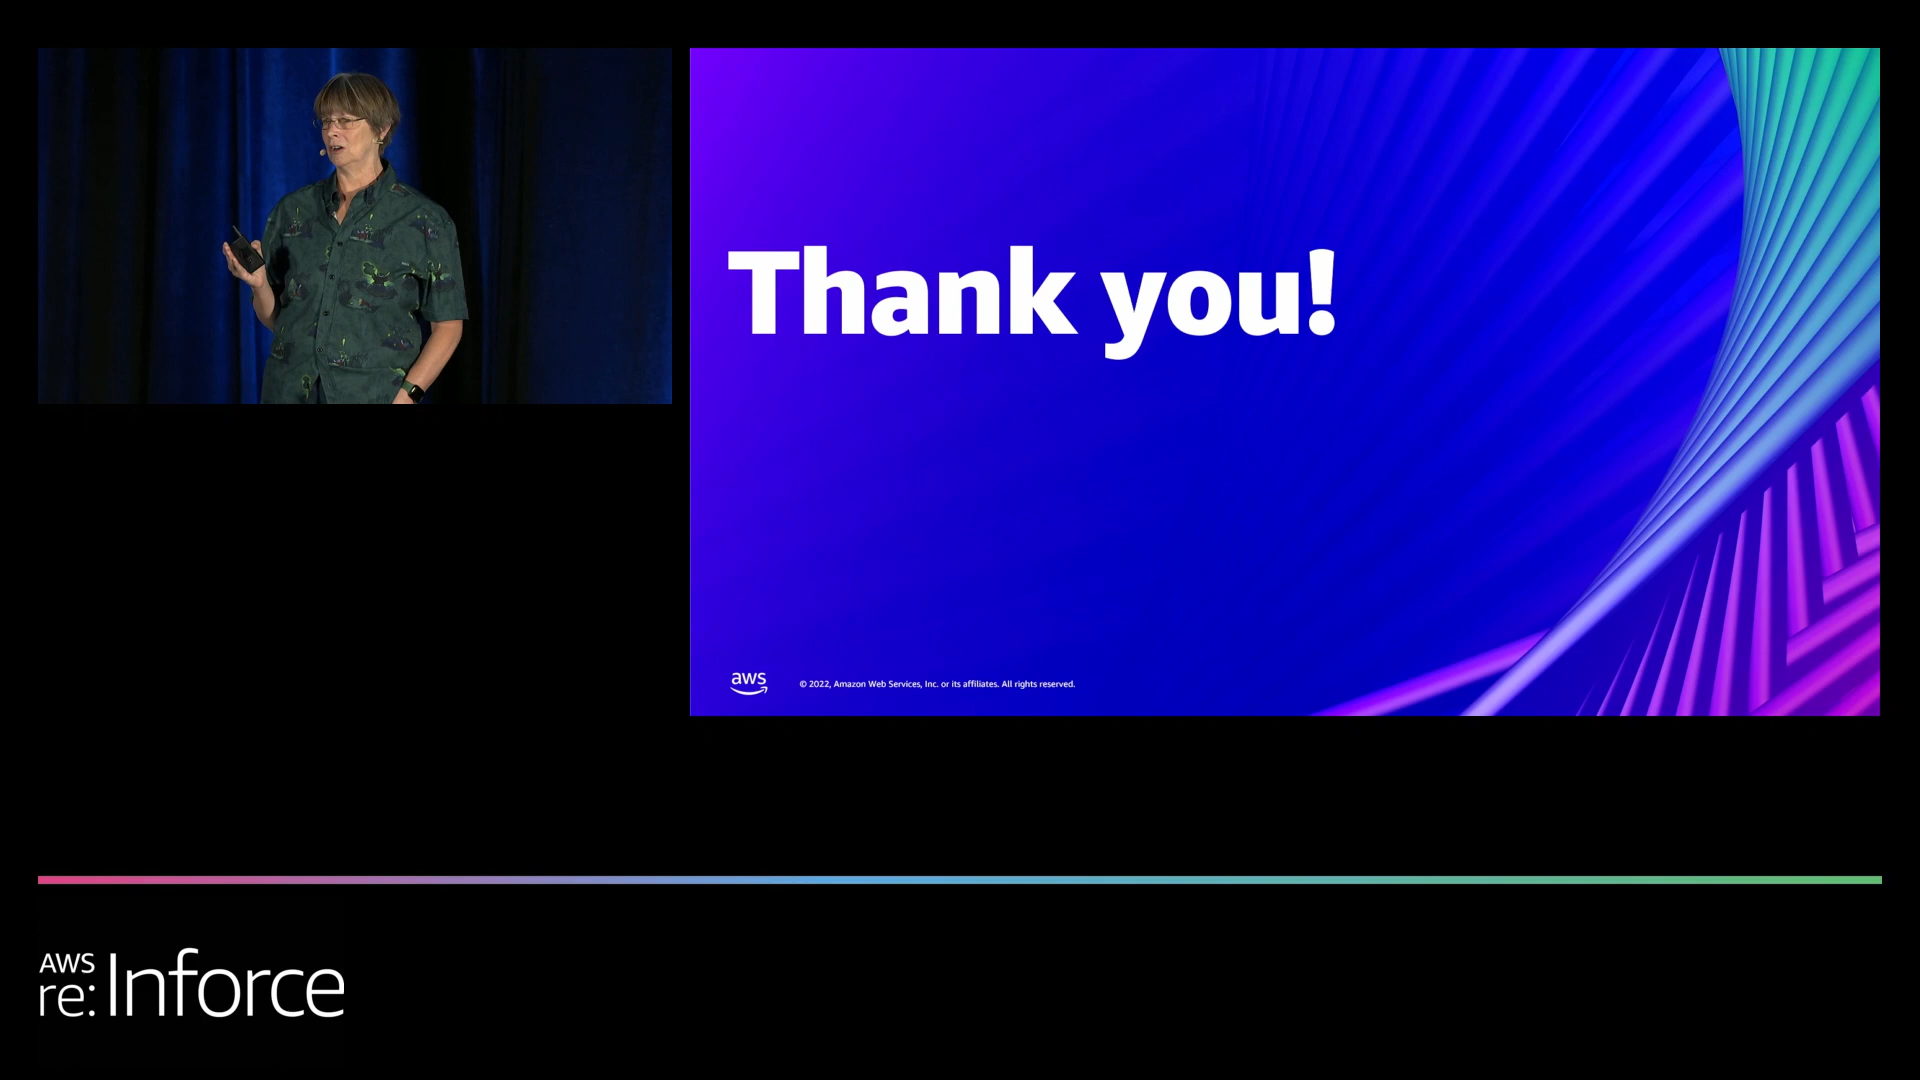 Thank you!
aws
© 2022, Amazon Web Services, Inc. or its affiliates. All rights reserved.
AWS
re:Inforce